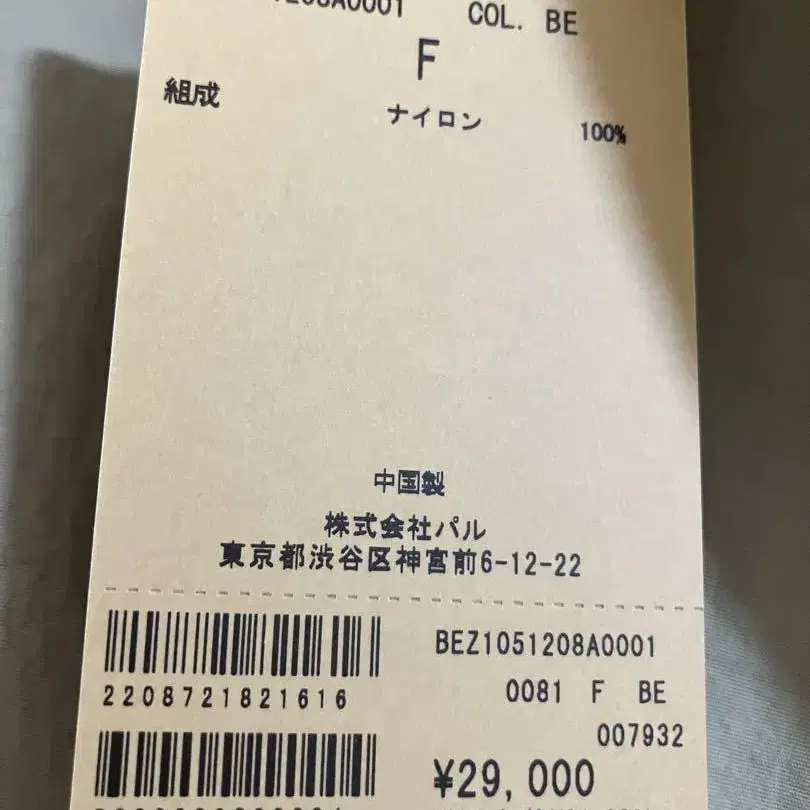 COL. BE
F
組成 ナイロン 100%
中国製
株式会社パル
東京都渋谷区神宮前6-12-22
BEZ1051208A0001
2208721821616
0081 F BE
007932
¥29,000